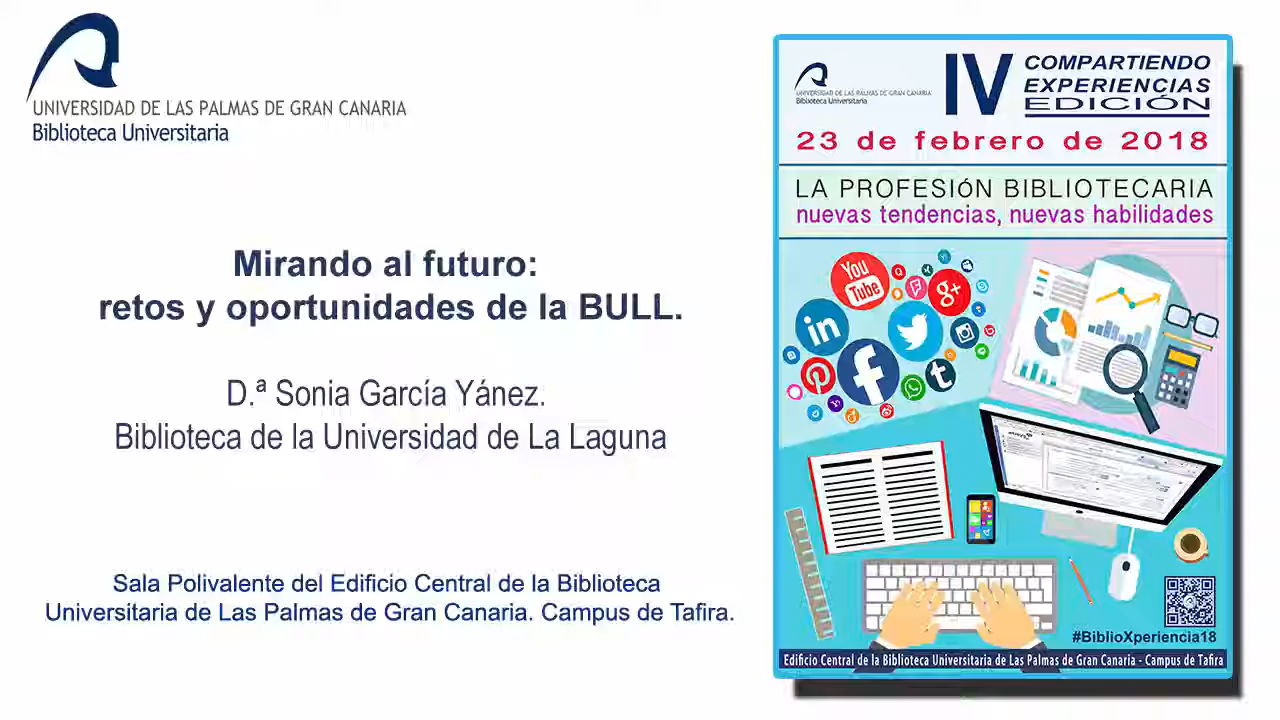 UNIVERSIDAD DE LAS PALMAS DE GRAN CANARIA
Biblioteca Universitaria
Mirando al futuro:
retos y oportunidades de la BULL.
D.ª Sonia García Yánez.
Biblioteca de la Universidad de La Laguna
Sala Polivalente del Edificio Central de la Biblioteca
Universitaria de Las Palmas de Gran Canaria. Campus de Tafira.
UNIVERSIDAD DE LAS PALMAS DE GRAN CANARIA
Biblioteca Universitaria
IV
COMPARTIENDO
EXPERIENCIAS
EDICIÓN
23 de febrero de 2018
LA PROFESIÓN BIBLIOTECARIA
nuevas tendencias, nuevas habilidades
You
Tube
g+
in
f
t
#BiblioXperiencia18
Edificio Central de la Biblioteca Universitaria de Las Palmas de Gran Canaria - Campus de Tafira